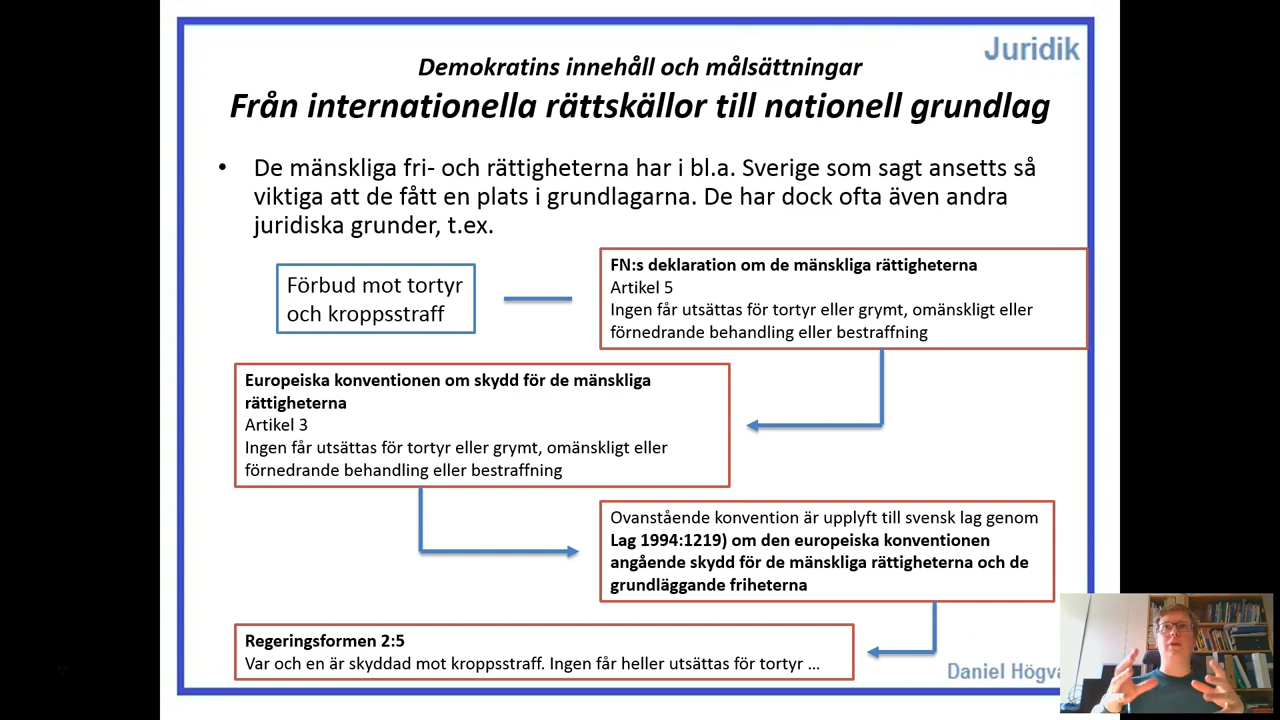 Juridik
Demokratins innehåll och målsättningar
Från internationella rättskällor till nationell grundlag
• De mänskliga fri- och rättigheterna har i bl.a. Sverige som sagt ansetts så
viktiga att de fått en plats i grundlagarna. De har dock ofta även andra
juridiska grunder, t.ex.
Förbud mot tortyr
och kroppsstraff
FN:s deklaration om de mänskliga rättigheterna
Artikel 5
Ingen får utsättas för tortyr eller grymt, omänskligt eller
förnedrande behandling eller bestraffning
Europeiska konventionen om skydd för de mänskliga
rättigheterna
Artikel 3
Ingen får utsättas för tortyr eller grymt, omänskligt eller
förnedrande behandling eller bestraffning
Ovanstående konvention är upplyft till svensk lag genom
Lag 1994:1219) om den europeiska konventionen
angående skydd för de mänskliga rättigheterna och de
grundläggande friheterna
Regeringsformen 2:5
Var och en är skyddad mot kroppsstraff. Ingen får heller utsättas för tortyr ...
Daniel